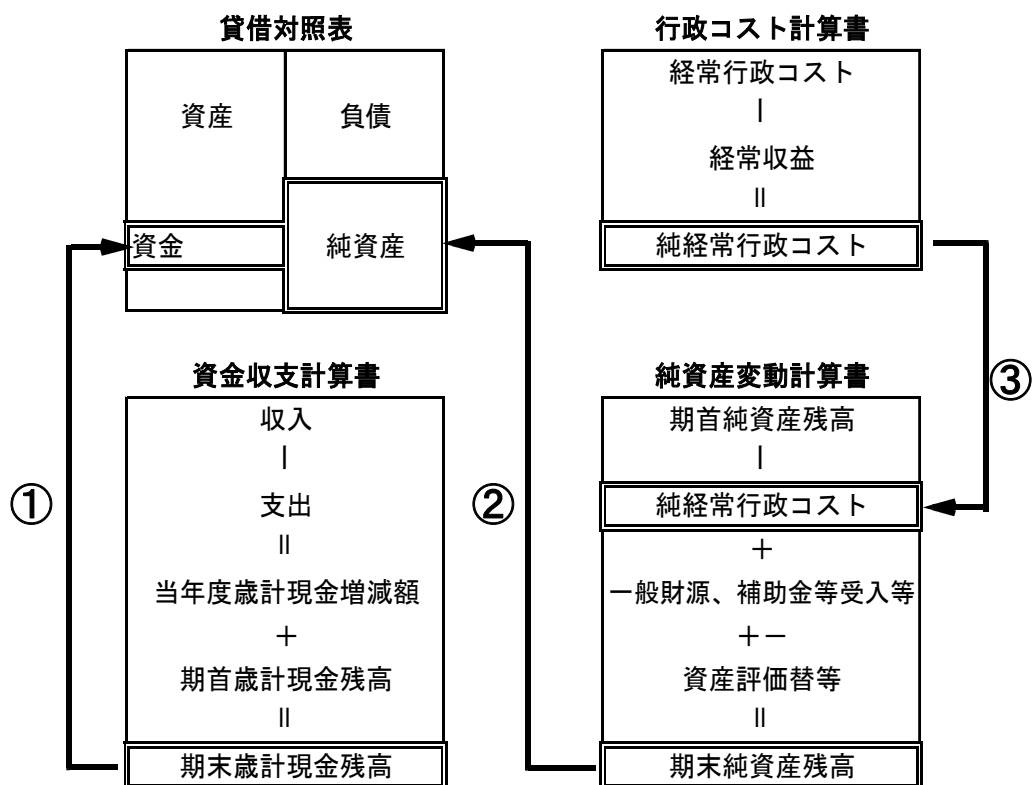 貸借対照表
資産
負債
資金
純資産
行政コスト計算書
経常行政コスト
－
経常収益
＝
純経常行政コスト
資金収支計算書
収入
－
支出
＝
当年度歳計現金増減額
＋
期首歳計現金残高
＝
期末歳計現金残高
純資産変動計算書
期首純資産残高
－
純経常行政コスト
＋
一般財源、補助金等受入等
＋－
資産評価替等
＝
期末純資産残高
①
②
③